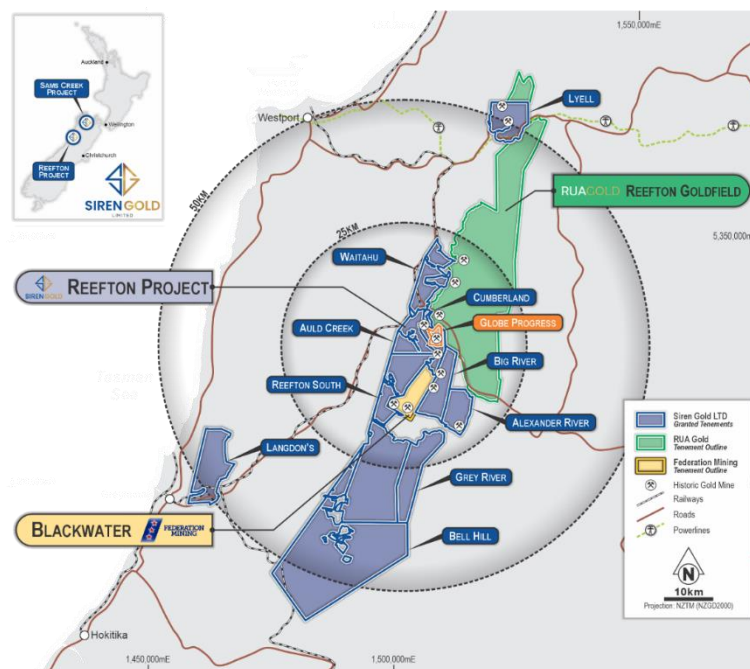 1,550,000mE
Auckland
SAMS CREEK
PROJECT
Wellington
REEFTON
PROJECT
Christchurch
SIREN GOLD
LIMITED
Westport
LYELL
50KM
RUAGOLD REEFTON GOLDFIELD
25KM
5,350,000mN
WAITAHU
SIREN GOLD REEFTON PROJECT
CUMBERLAND
AULD CREEK
GLOBE PROGRESS
BIG RIVER
Tasman
Sea
REEFTON SOUTH
ALEXANDER RIVER
LANGDON'S
GREY RIVER
BLACKWATER FEDERATION
MINING
BELL HILL
Siren Gold LTD
Granted Tenements
RUA Gold
Tenement Outline
Federation Mining
Tenement Outline
Historic Gold Mine
Railways
Roads
Powerlines
N
10km
Projection: NZTM (NZGD2000)
Hokitika
1,450,000mE
1,500,000mE